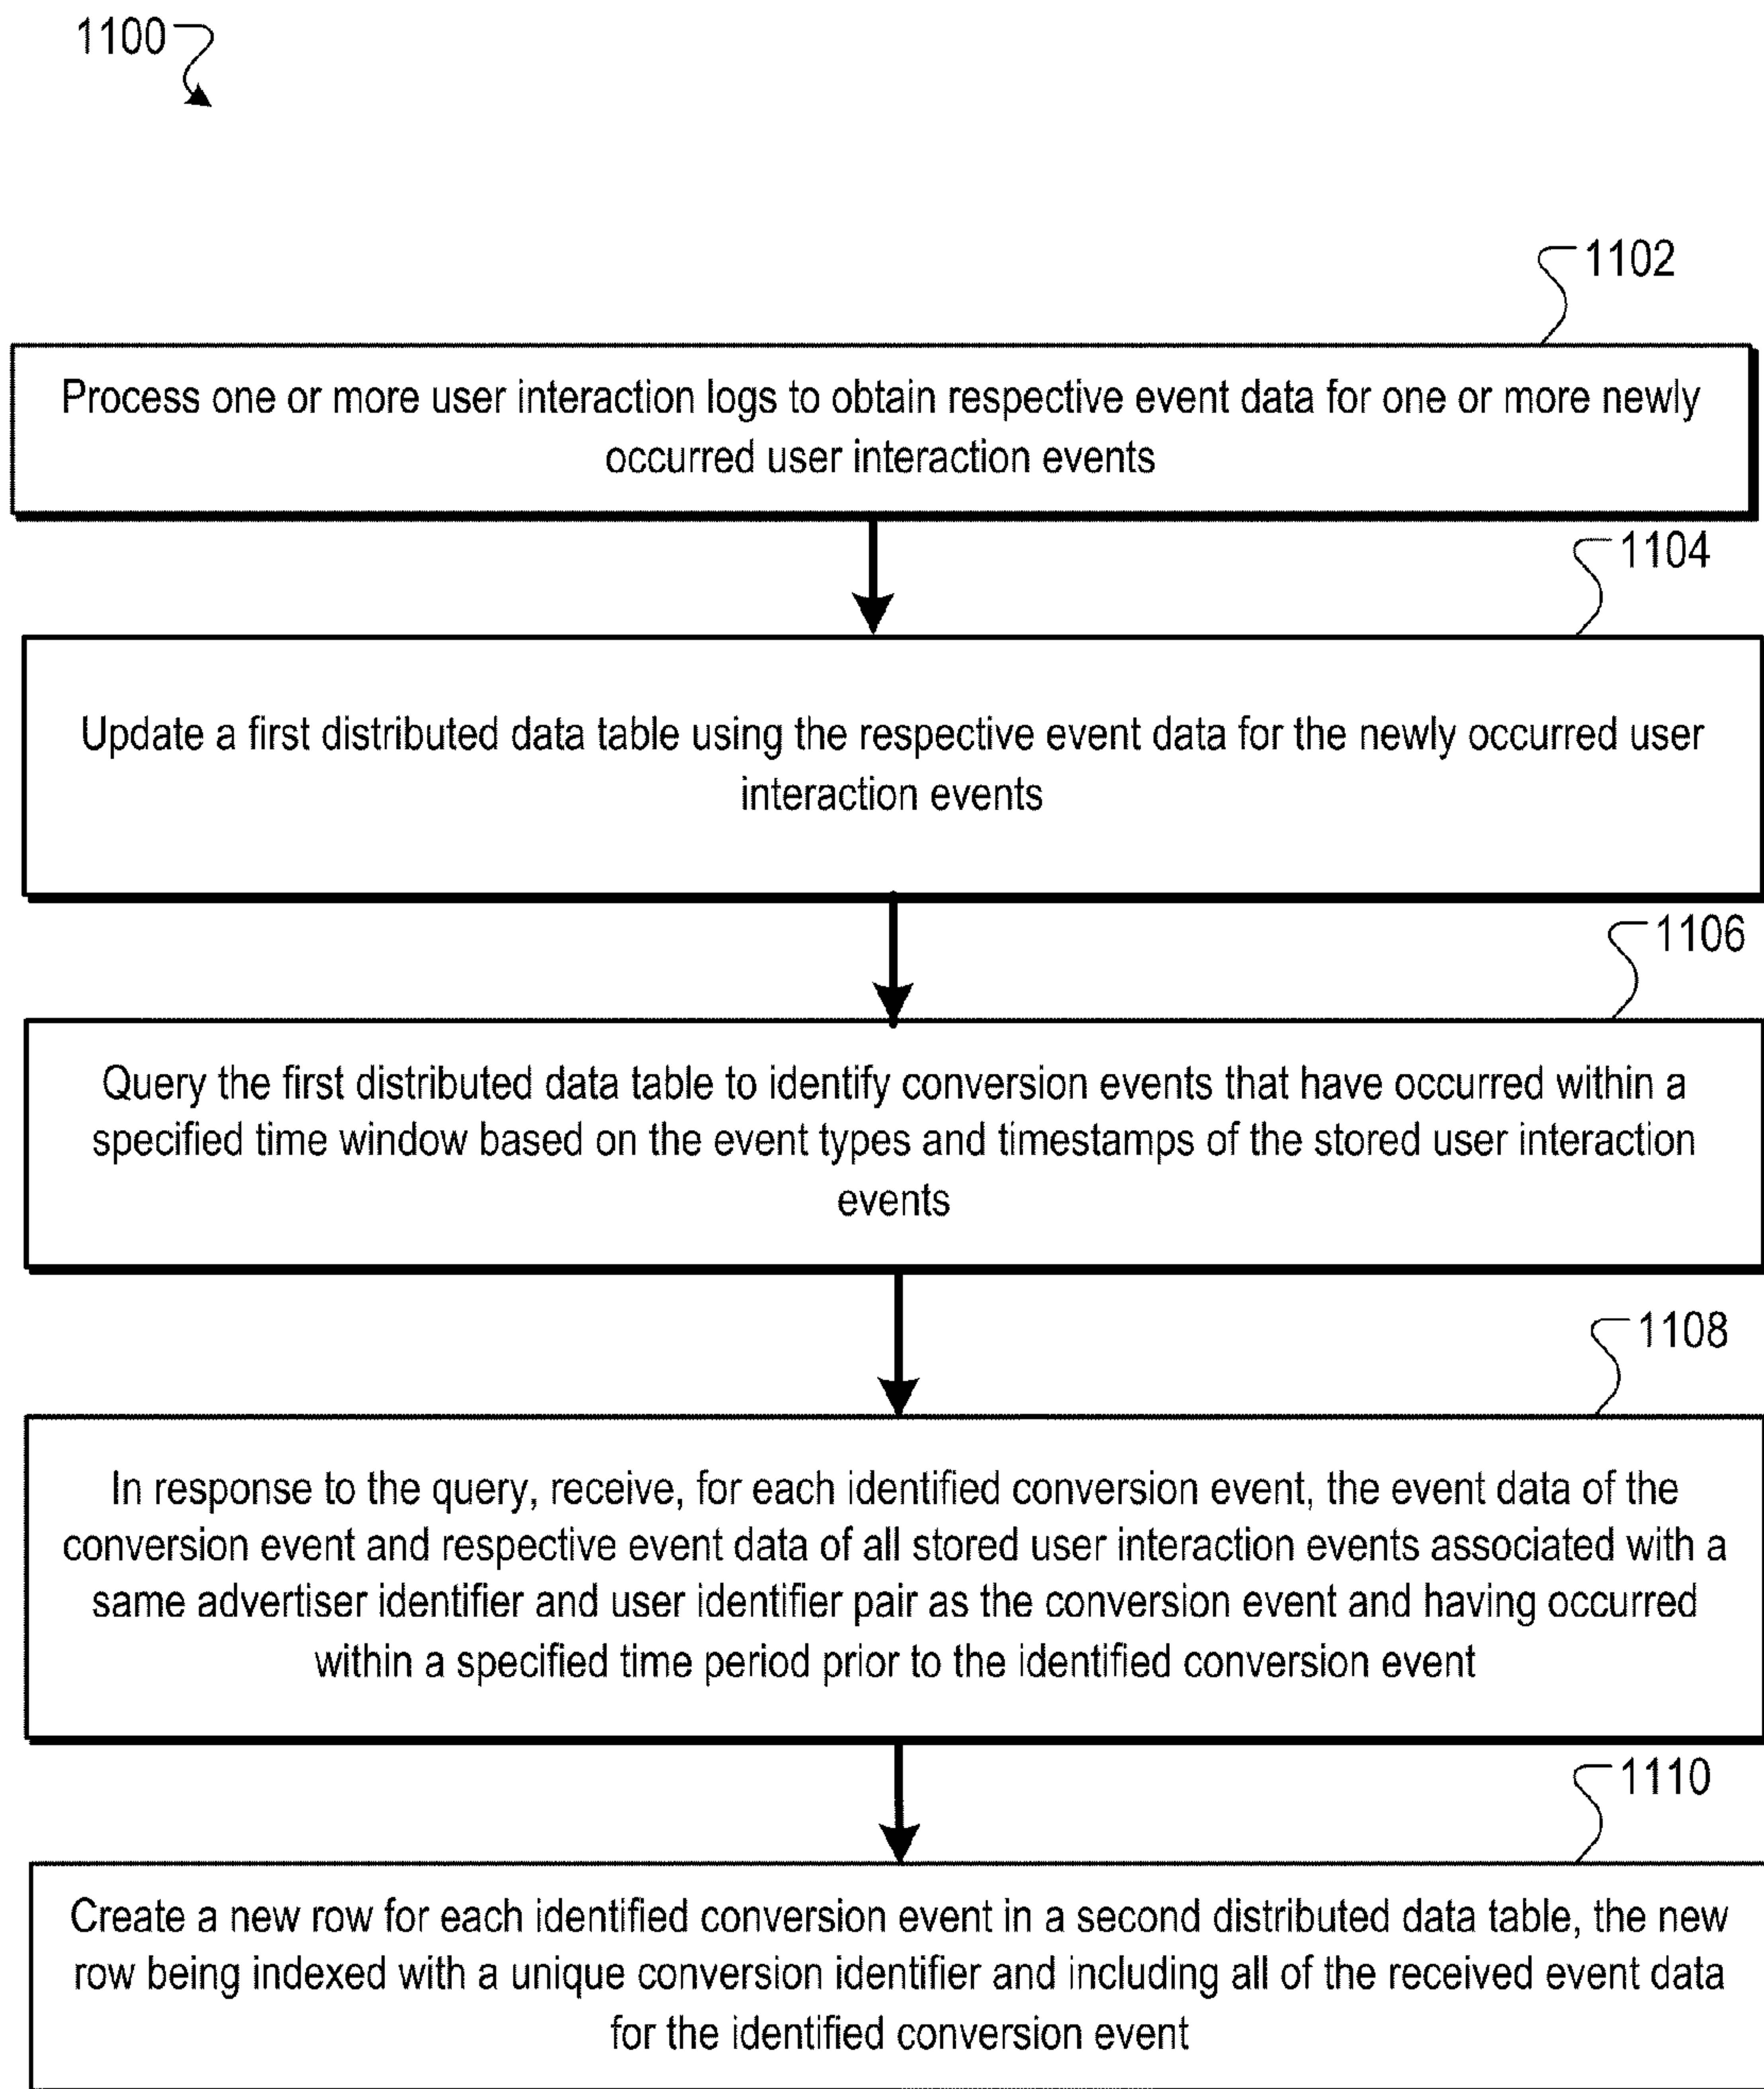 1100
1102
Process one or more user interaction logs to obtain respective event data for one or more newly
occurred user interaction events
1104
Update a first distributed data table using the respective event data for the newly occurred user
interaction events
1106
Query the first distributed data table to identify conversion events that have occurred within a
specified time window based on the event types and timestamps of the stored user interaction
events
1108
In response to the query, receive, for each identified conversion event, the event data of the
conversion event and respective event data of all stored user interaction events associated with a
same advertiser identifier and user identifier pair as the conversion event and having occurred
within a specified time period prior to the identified conversion event
1110
Create a new row for each identified conversion event in a second distributed data table, the new
row being indexed with a unique conversion identifier and including all of the received event data
for the identified conversion event